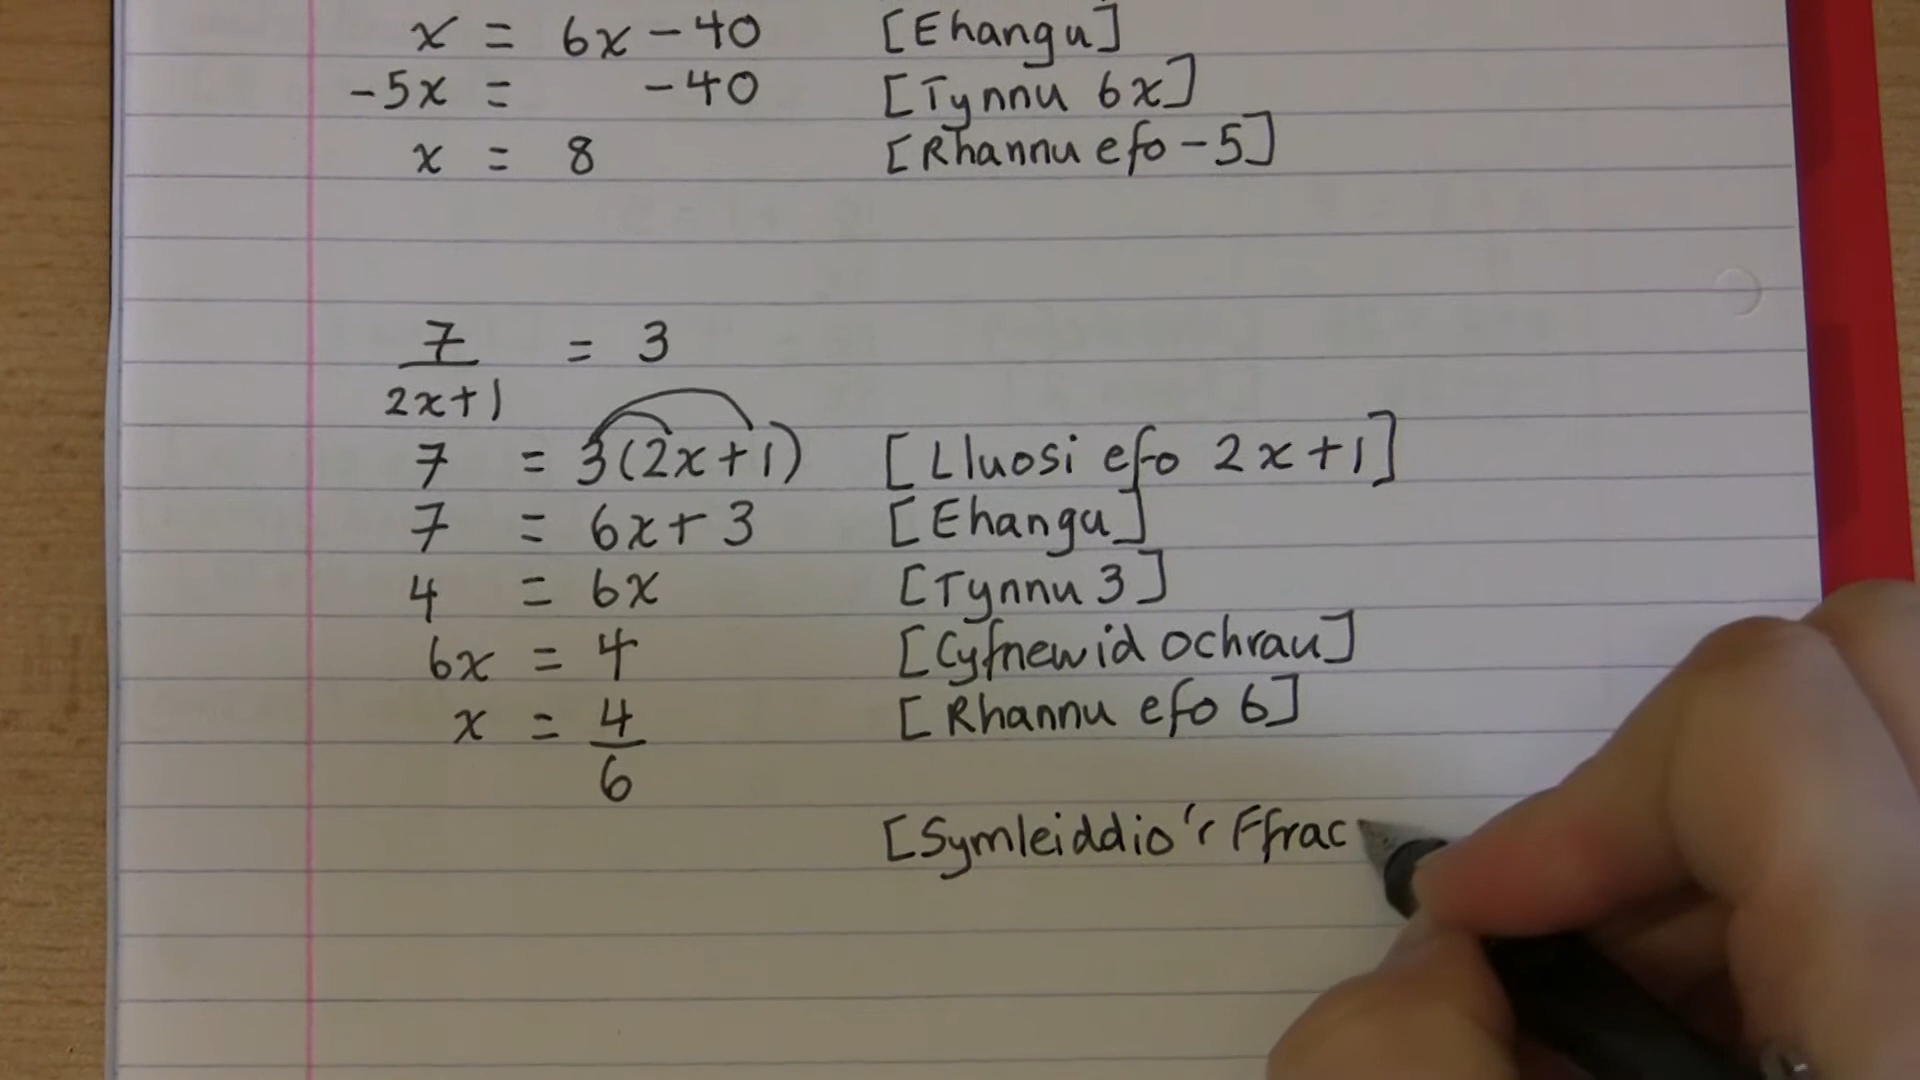 x = 6x - 40 [Ehangu]
-5x = -40 [Tynnu 6x]
x = 8 [Rhannu efo -5]
7 = 3
2x+1
7 = 3(2x+1) [Lluosi efo 2x+1]
7 = 6x+3 [Ehangu]
4 = 6x [Tynnu 3]
6x = 4 [Cyfnewid ochrau]
x = 4 [Rhannu efo 6]
6
[Symleiddio'r Ffrac